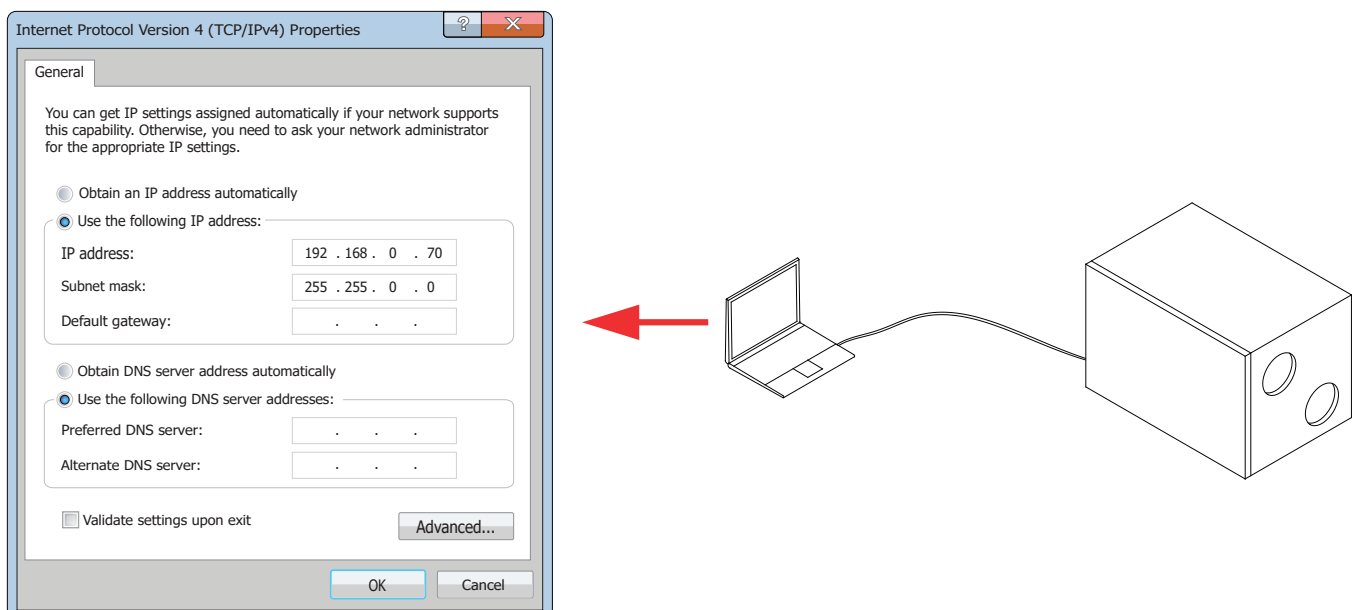 Internet Protocol Version 4 (TCP/IPv4) Properties
?
X
General
You can get IP settings assigned automatically if your network supports
this capability. Otherwise, you need to ask your network administrator
for the appropriate IP settings.
Obtain an IP address automatically
Use the following IP address:
IP address: 192 . 168 . 0 . 70
Subnet mask: 255 . 255 . 0 . 0
Default gateway: . . .
Obtain DNS server address automatically
Use the following DNS server addresses:
Preferred DNS server: . . .
Alternate DNS server: . . .
Validate settings upon exit
Advanced...
OK Cancel